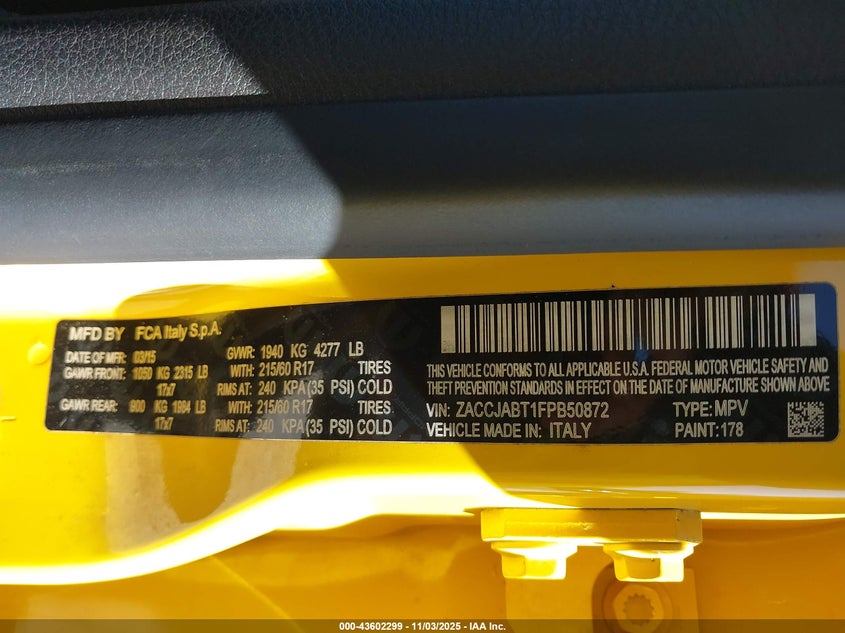 MFD BY FCA Italy S.p.A.
DATE OF MFR: 03/15 GVWR: 1940 KG 4277 LB
GAWR FRONT: 1050 KG 2315 LB WITH: 215/60 R17 TIRES
17x7 RIMS AT: 240 KPA (35 PSI) COLD
GAWR REAR: 900 KG 1984 LB WITH: 215/60 R17 TIRES
17x7 RIMS AT: 240 KPA (35 PSI) COLD
THIS VEHICLE CONFORMS TO ALL APPLICABLE U.S.A. FEDERAL MOTOR VEHICLE SAFETY AND
THEFT PREVENTION STANDARDS IN EFFECT ON THE DATE OF MANUFACTURE SHOWN ABOVE
VIN: ZACCJABT1FPB50872 TYPE: MPV
VEHICLE MADE IN: ITALY PAINT: 178
000-43602299 - 11/03/2025 - IAA Inc.